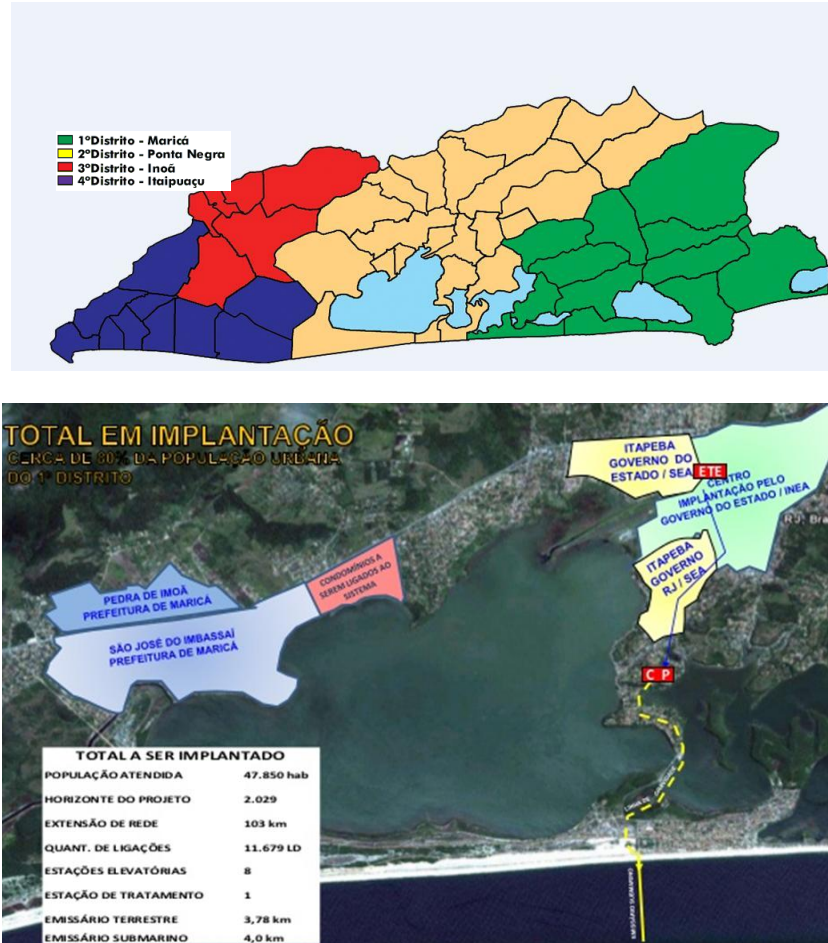 1ºDistrito - Maricá
2ºDistrito - Ponta Negra
3ºDistrito - Inoã
4ºDistrito - Itaipuaçu
TOTAL EM IMPLANTAÇÃO
CERCA DE 80% DA POPULAÇÃO URBANA
DO 1º DISTRITO
ITAPEBA
GOVERNO DO
ESTADO / SEA
ETE
CENTRO
IMPLANTAÇÃO PELO
GOVERNO DO ESTADO / INEA
RJ, Bra
ITAPEBA
GOVERNO
RJ / SEA
CONDOMÍNIOS A
SEREM LIGADOS AO
SISTEMA
PEDRA DE IMOÃ
PREFEITURA DE MARICÁ
SÃO JOSÉ DO IMBASSAÍ
PREFEITURA DE MARICÁ
C P
TOTAL A SER IMPLANTADO
POPULAÇÃO ATENDIDA 47.850 hab
HORIZONTE DO PROJETO 2.029
EXTENSÃO DE REDE 103 km
QUANT. DE LIGAÇÕES 11.679 LD
ESTAÇÕES ELEVATÓRIAS 8
ESTAÇÃO DE TRATAMENTO 1
EMISSÁRIO TERRESTRE 3,78 km
EMISSÁRIO SUBMARINO 4,0 km